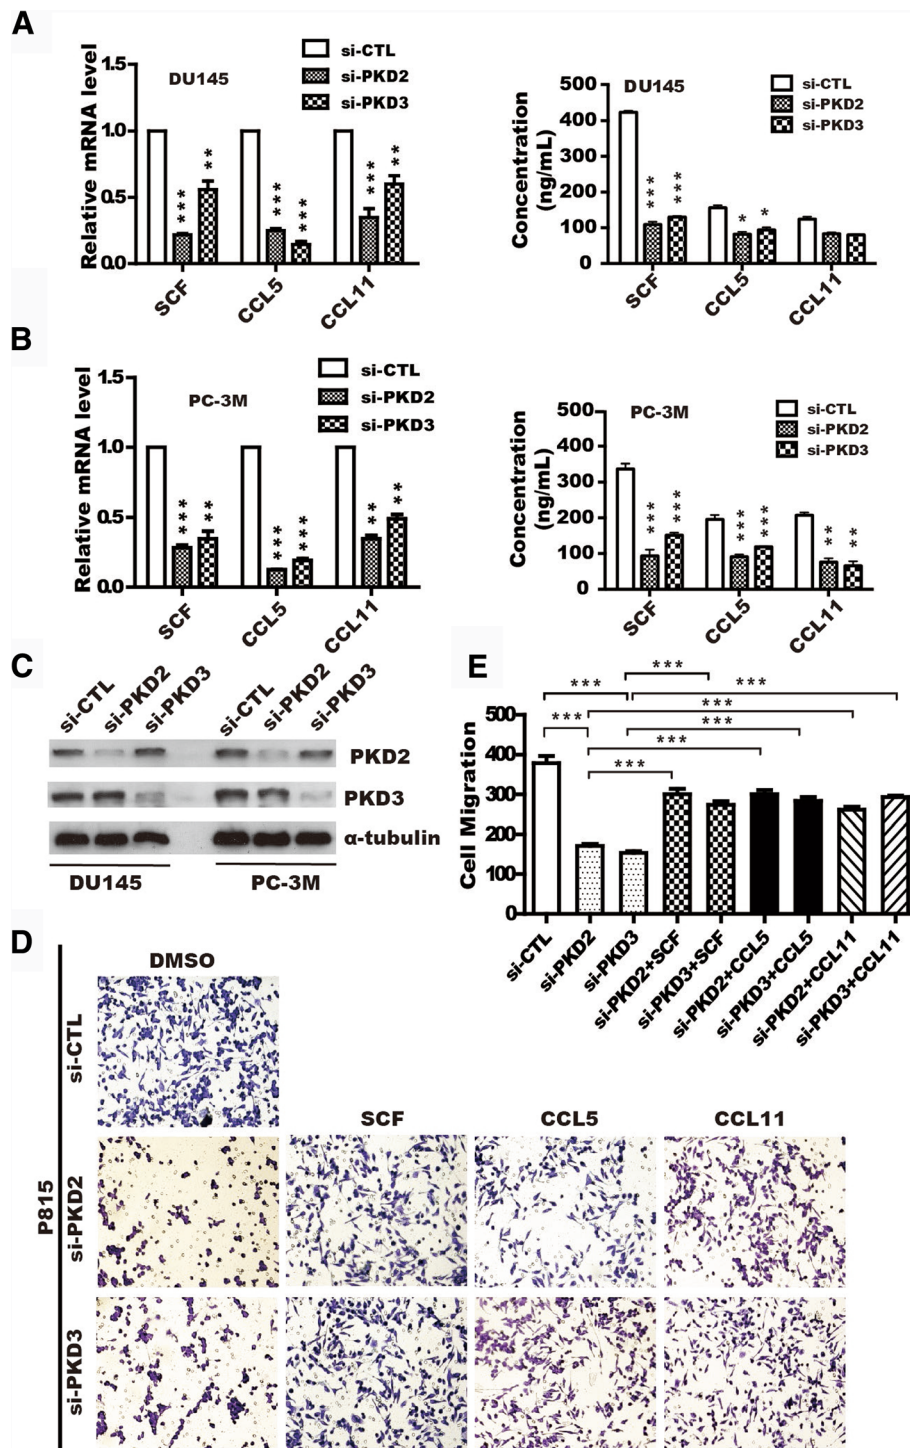 A
Relative mRNA level
1.5
1.0
0.5
0.0
DU145
si-CTL
si-PKD2
si-PKD3
***
**
***
***
***
**
SCF
CCL5
CCL11
Concentration
(ng/mL)
500
400
300
200
100
0
DU145
si-CTL
si-PKD2
si-PKD3
***
***
*
*
SCF
CCL5
CCL11
B
Relative mRNA level
1.5
1.0
0.5
0.0
PC-3M
si-CTL
si-PKD2
si-PKD3
***
**
***
***
**
**
SCF
CCL5
CCL11
Concentration
(ng/mL)
500
400
300
200
100
0
PC-3M
si-CTL
si-PKD2
si-PKD3
***
***
***
***
**
**
SCF
CCL5
CCL11
C
si-CTL
si-PKD2
si-PKD3
si-CTL
si-PKD2
si-PKD3
PKD2
PKD3
α-tubulin
DU145
PC-3M
E
Cell Migration
500
400
300
200
100
0
***
***
***
***
***
***
***
***
si-CTL
si-PKD2
si-PKD3
si-PKD2+SCF
si-PKD3+SCF
si-PKD2+CCL5
si-PKD3+CCL5
si-PKD2+CCL11
si-PKD3+CCL11
D
DMSO
si-CTL
SCF
CCL5
CCL11
P815
si-PKD2
si-PKD3